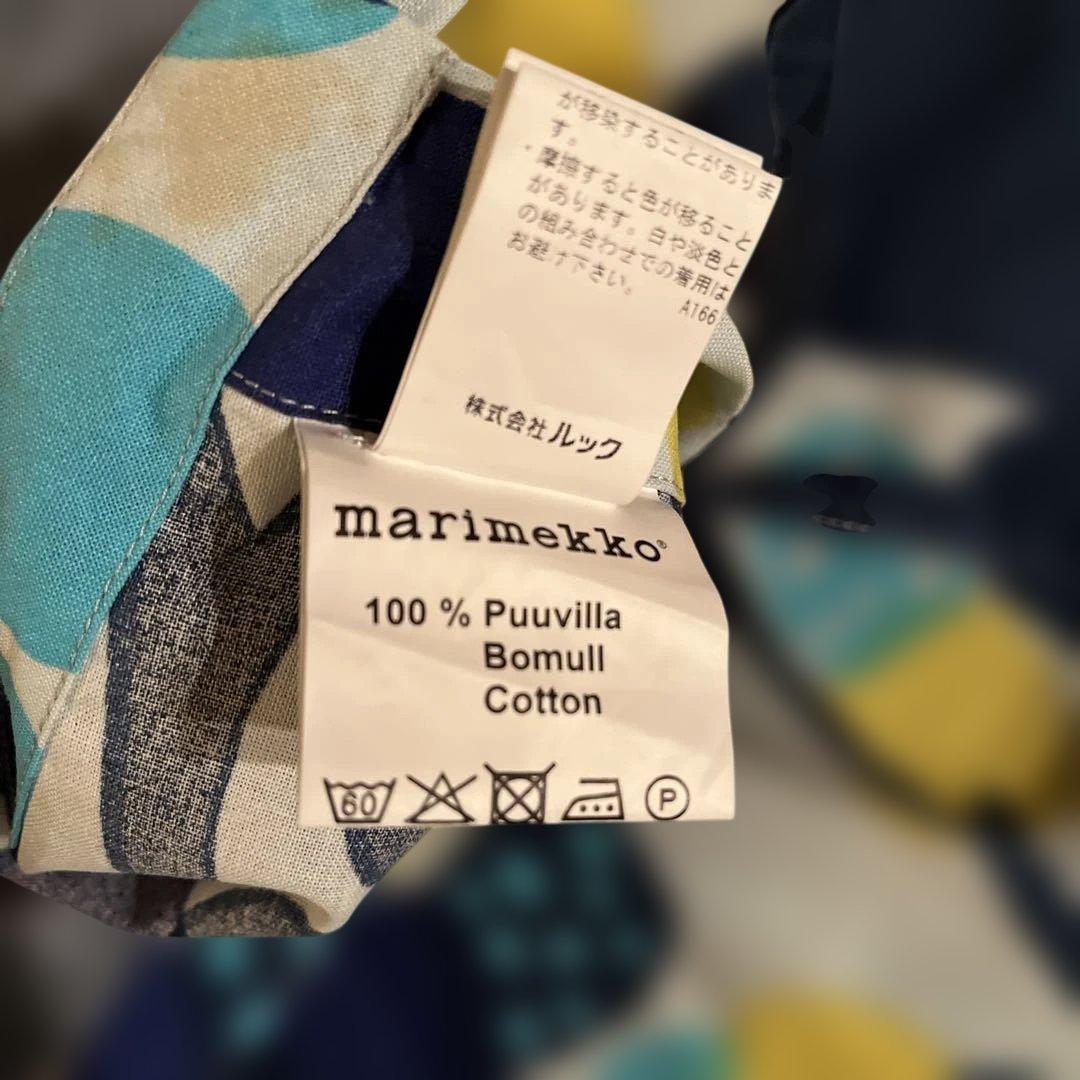 が移染することがありま
す。
・摩擦すると色が移ること
があります。白や淡色と
の組み合わせでの着用は
お避け下さい。
A166
株式会社ルック
marimekko®
100 % Puuvilla
Bomull
Cotton
60
P